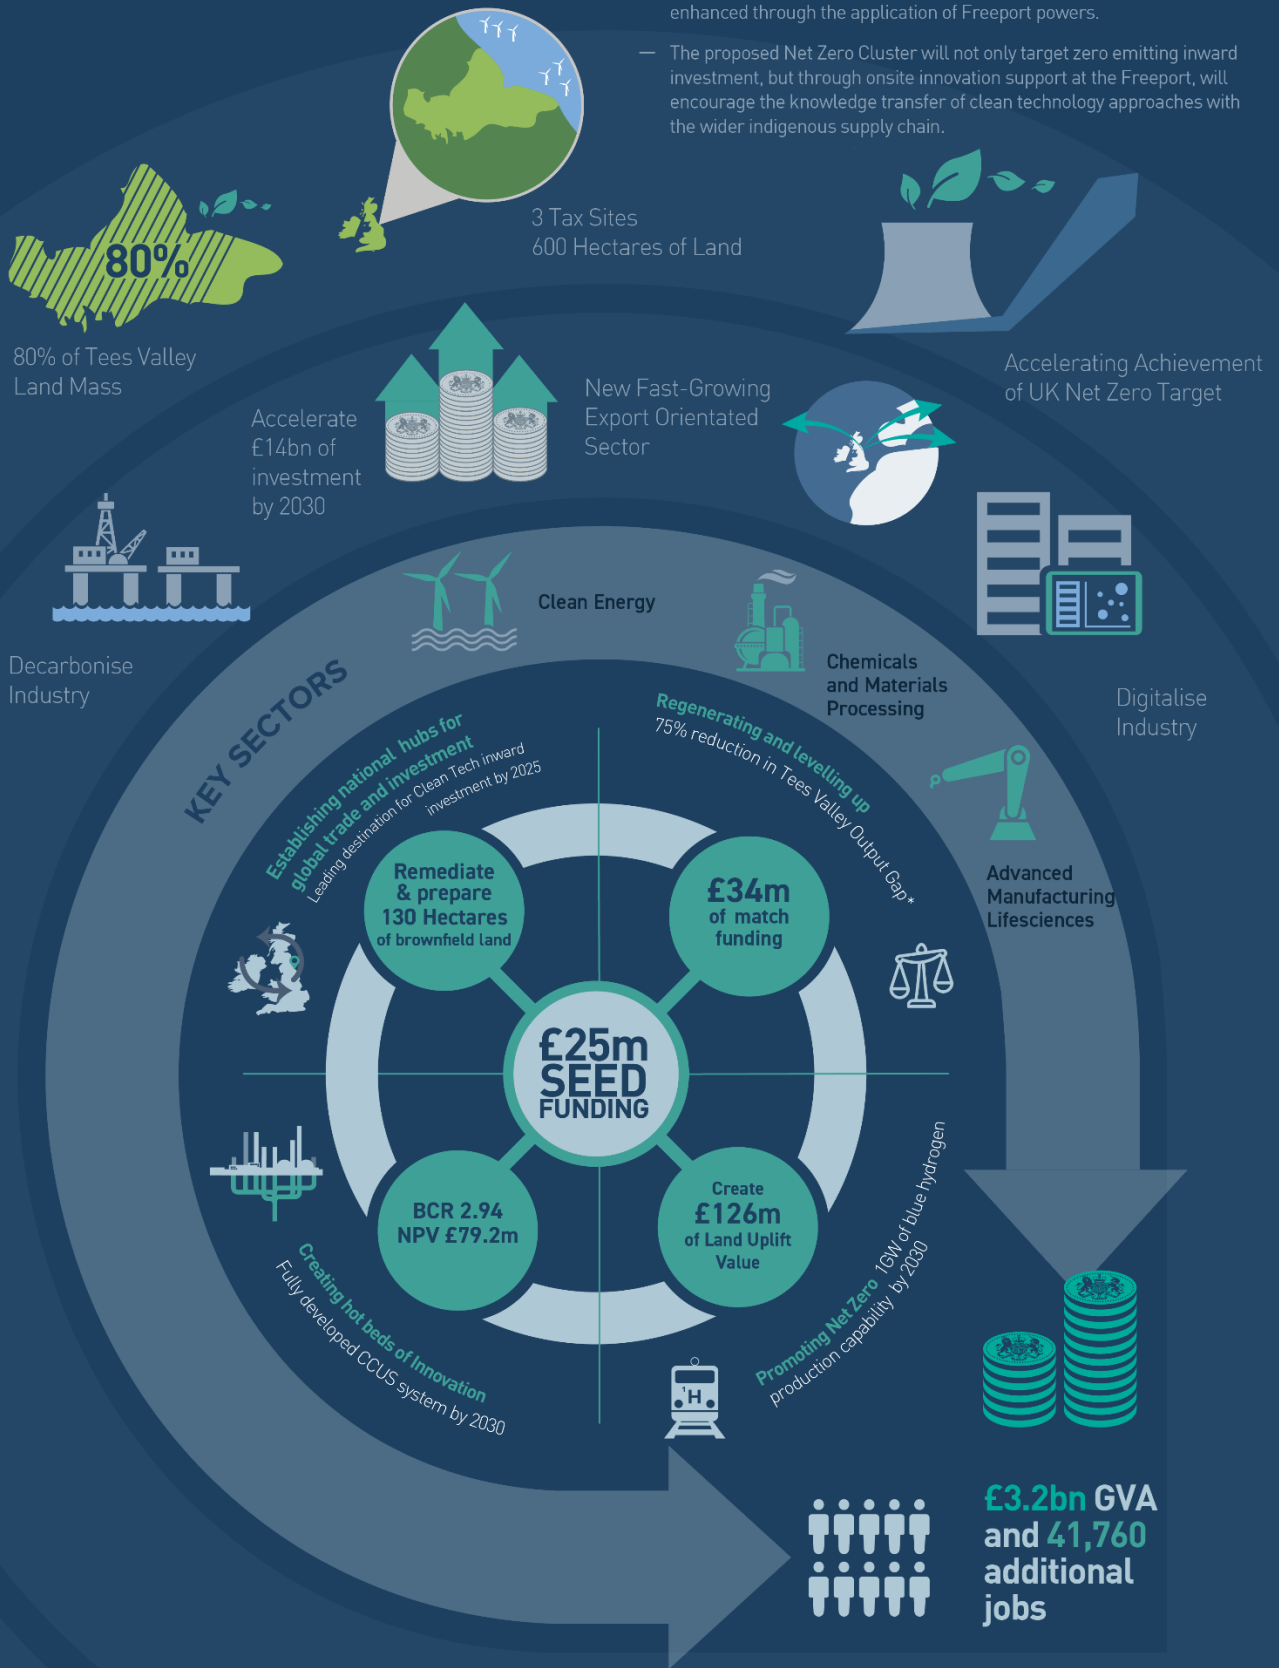 enhanced through the application of Freeport powers.
— The proposed Net Zero Cluster will not only target zero emitting inward
investment, but through onsite innovation support at the Freeport, will
encourage the knowledge transfer of clean technology approaches with
the wider indigenous supply chain.
3 Tax Sites
600 Hectares of Land
80%
80% of Tees Valley
Land Mass
Accelerating Achievement
of UK Net Zero Target
Accelerate
£14bn of
investment
by 2030
New Fast-Growing
Export Orientated
Sector
Decarbonise
Industry
Digitalise
Industry
KEY SECTORS
Clean Energy
Chemicals
and Materials
Processing
Advanced
Manufacturing
Lifesciences
Establishing national hubs for
global trade and investment
Leading destination for Clean Tech inward
investment by 2025
Regenerating and levelling up
75% reduction in Tees Valley Output Gap*
Remediate
& prepare
130 Hectares
of brownfield land
£34m
of match
funding
£25m
SEED
FUNDING
BCR 2.94
NPV £79.2m
Create
£126m
of Land Uplift
Value
Creating hot beds of Innovation
Fully developed CCUS system by 2030
Promoting Net Zero 1GW of blue hydrogen
production capability by 2030
1H
£3.2bn GVA
and 41,760
additional
jobs